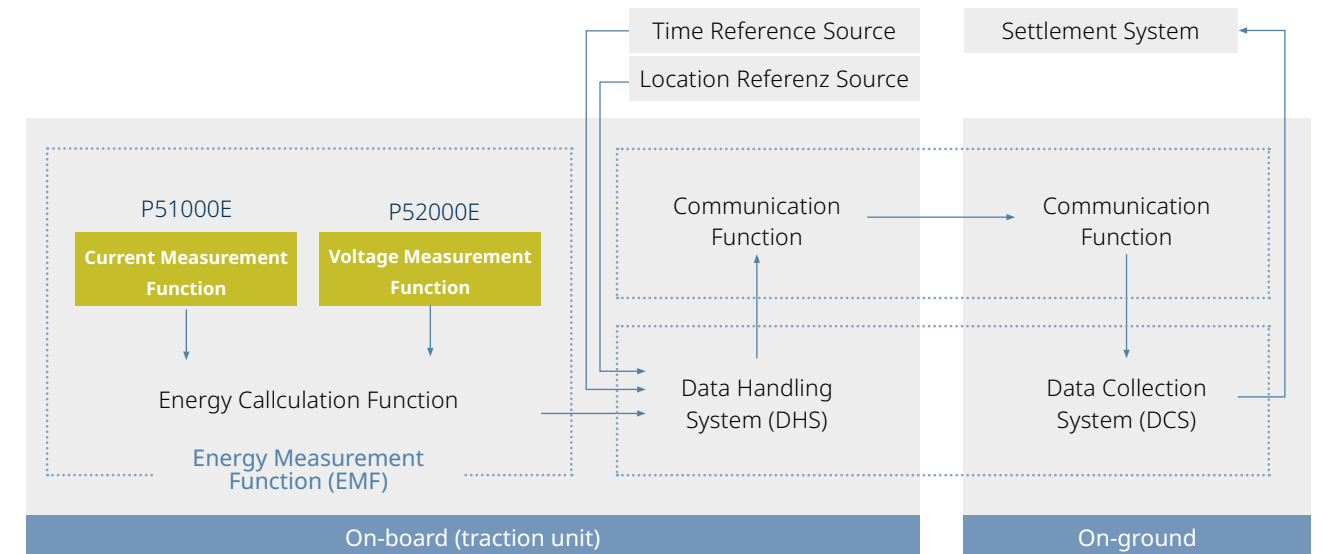 Time Reference Source
Settlement System
Location Referenz Source
P51000E
P52000E
Current Measurement
Function
Voltage Measurement
Function
Communication
Function
Communication
Function
Energy Callculation Function
Data Handling
System (DHS)
Data Collection
System (DCS)
Energy Measurement
Function (EMF)
On-board (traction unit)
On-ground